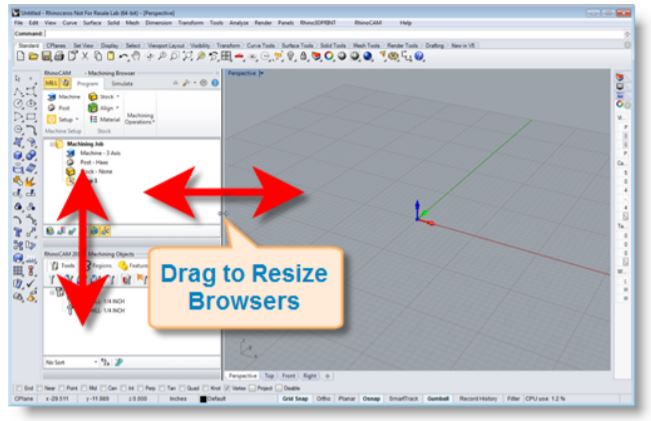 Untitled - Rhinoceros Not For Resale Lab (64-bit) - [Perspective]
File Edit View Curve Surface Solid Mesh Dimension Transform Tools Analyze Render Panels Rhino3DPRINT RhinoCAM Help
Command:
Standard CPlanes Set View Display Select Viewport Layout Visibility Transform Curve Tools Surface Tools Solid Tools Mesh Tools Render Tools Drafting New in V5
RhinoCAM - Machining Browser
MILL Program Simulate
Machine Stock
Post Align
Setup Material Machining Operations
Machine Setup Stock
Machining Job
Machine - 3 Axis
Post - Haas
Stock - None
RhinoCAM Machining Objects
Tools Regions Feature
MILL 1/4 INCH
MILL 1/4 INCH
No Sort
Perspective
Drag to Resize
Browsers
Perspective Top Front Right
End Near Point Mid Cen Int Perp Tan Quad Knot Vertex Project Disable
CPlane x -29.511 y -11.989 z 0.000 Inches Default Grid Snap Ortho Planar Osnap SmartTrack Gumball Record History Filter CPU use: 1.2 %